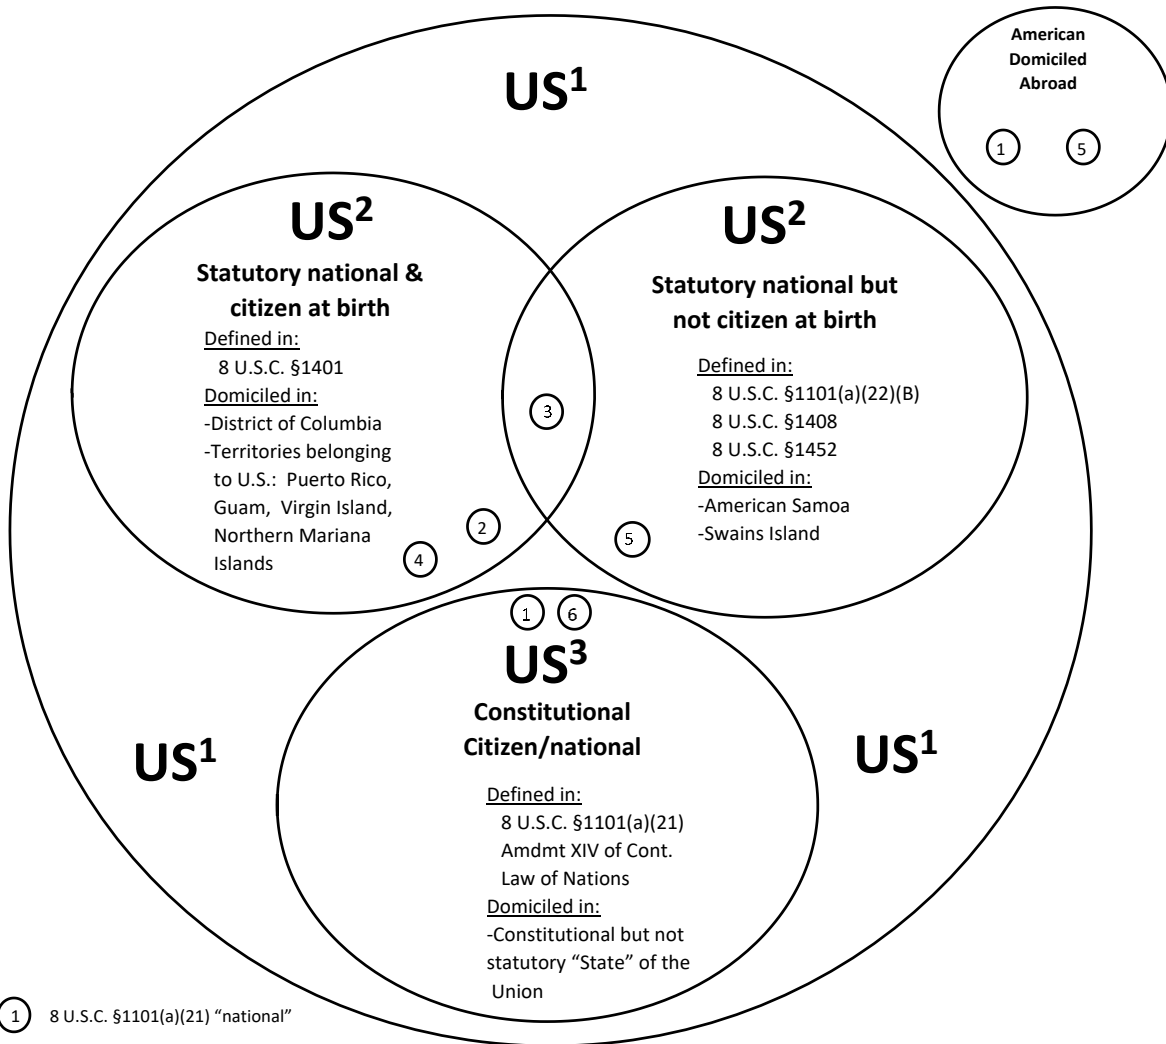 American
Domiciled
Abroad
1 5
US¹
US²
Statutory national &
citizen at birth
Defined in:
8 U.S.C. §1401
Domiciled in:
-District of Columbia
-Territories belonging
to U.S.: Puerto Rico,
Guam, Virgin Island,
Northern Mariana
Islands
2
4
3
US²
Statutory national but
not citizen at birth
Defined in:
8 U.S.C. §1101(a)(22)(B)
8 U.S.C. §1408
8 U.S.C. §1452
Domiciled in:
-American Samoa
-Swains Island
5
1 6
US³
Constitutional
Citizen/national
Defined in:
8 U.S.C. §1101(a)(21)
Amdmt XIV of Cont.
Law of Nations
Domiciled in:
-Constitutional but not
statutory “State” of the
Union
US¹
US¹
1 8 U.S.C. §1101(a)(21) “national”